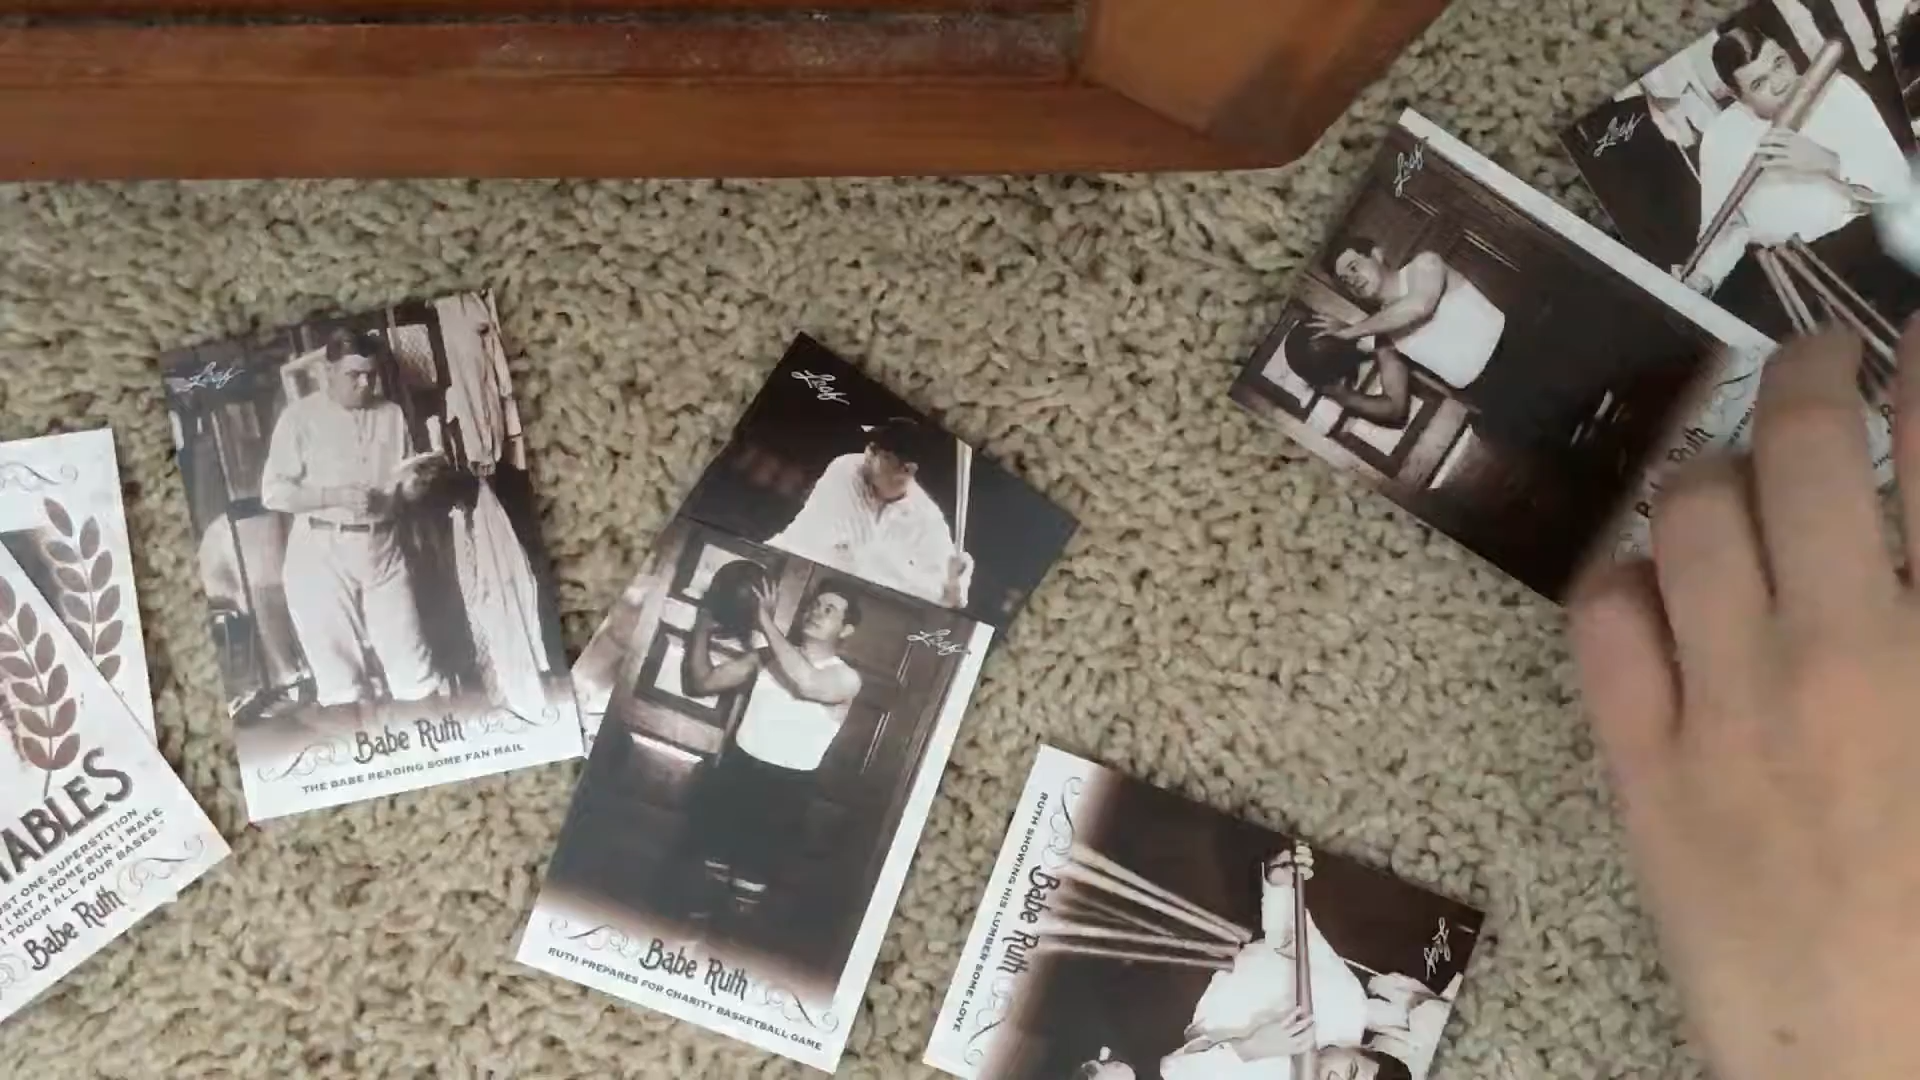 Leaf
Leaf
Leaf
Babe Ruth
THE BABE READING SOME FAN MAIL
Leaf
Leaf
Babe Ruth
RUTH PREPARES FOR CHARITY BASKETBALL GAME
TABLES
ST ONE SUPERSTITION
I HIT A HOME RUN, I MAKE
I TOUCH ALL FOUR BASES."
Babe Ruth
Leaf
Babe Ruth
RUTH SHOWING HIS LUMBER SOME LOVE
Ruth